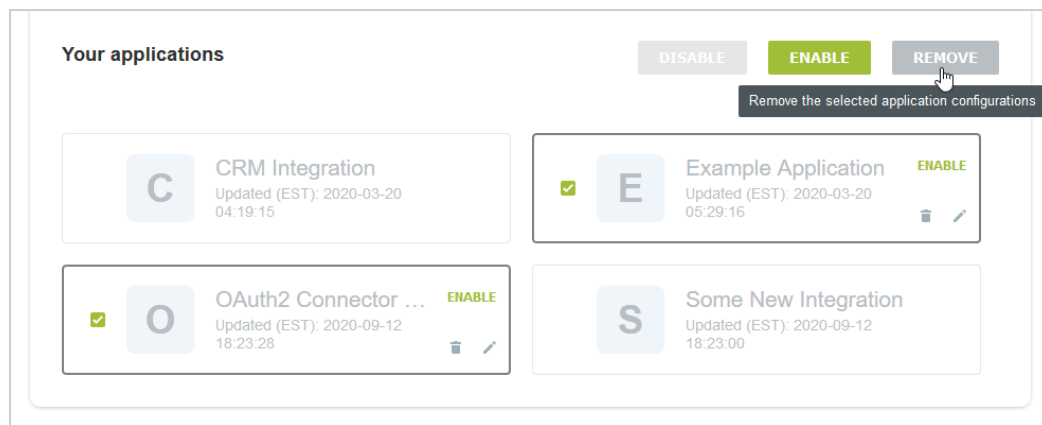 Your applications
DISABLE
ENABLE
REMOVE
Remove the selected application configurations
C
CRM Integration
Updated (EST): 2020-03-20
04:19:15
E
Example Application
ENABLE
Updated (EST): 2020-03-20
05:29:16
O
OAuth2 Connector ...
ENABLE
Updated (EST): 2020-09-12
18:23:28
S
Some New Integration
Updated (EST): 2020-09-12
18:23:00